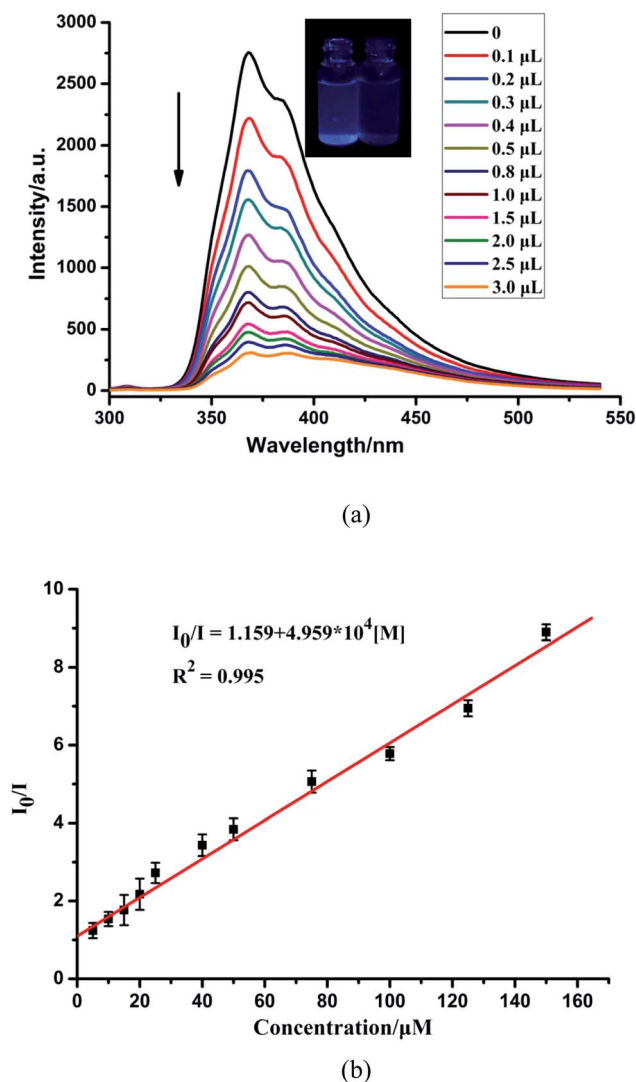 3000
2500
2000
1500
1000
500
0
Intensity/a.u.
300 350 400 450 500 550
Wavelength/nm
0
0.1 µL
0.2 µL
0.3 µL
0.4 µL
0.5 µL
0.8 µL
1.0 µL
1.5 µL
2.0 µL
2.5 µL
3.0 µL
(a)
10
8
6
4
2
0
I₀/I
I₀/I = 1.159+4.959*10⁴[M]
R² = 0.995
0 20 40 60 80 100 120 140 160
Concentration/µM
(b)